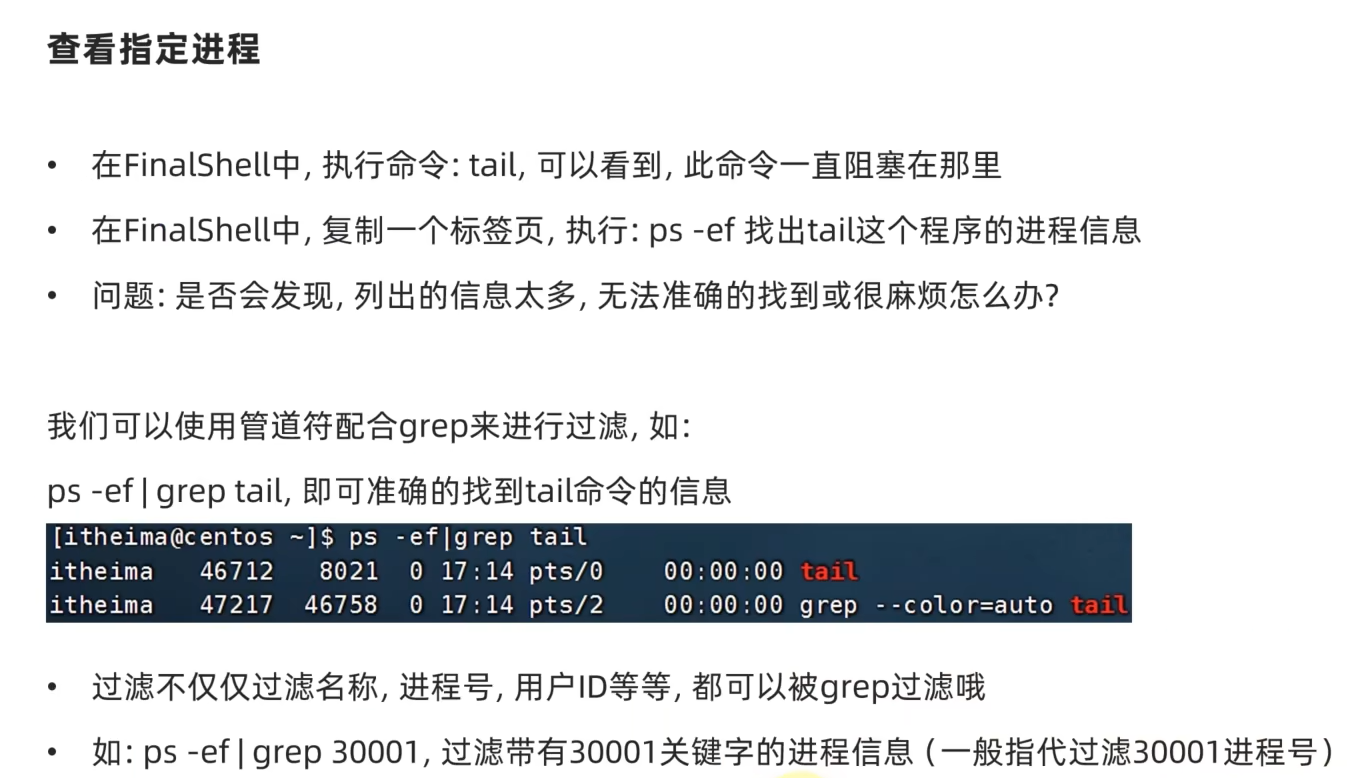 查看指定进程
• 在FinalShell中, 执行命令: tail, 可以看到, 此命令一直阻塞在那里
• 在FinalShell中, 复制一个标签页, 执行: ps -ef 找出tail这个程序的进程信息
• 问题: 是否会发现, 列出的信息太多, 无法准确的找到或很麻烦怎么办?
我们可以使用管道符配合grep来进行过滤, 如:
ps -ef | grep tail, 即可准确的找到tail命令的信息
[itheima@centos ~]$ ps -ef|grep tail
itheima   46712   8021  0 17:14 pts/0    00:00:00 tail
itheima   47217  46758  0 17:14 pts/2    00:00:00 grep --color=auto tail
• 过滤不仅仅过滤名称, 进程号, 用户ID等等, 都可以被grep过滤哦
• 如: ps -ef | grep 30001, 过滤带有30001关键字的进程信息（一般指代过滤30001进程号）